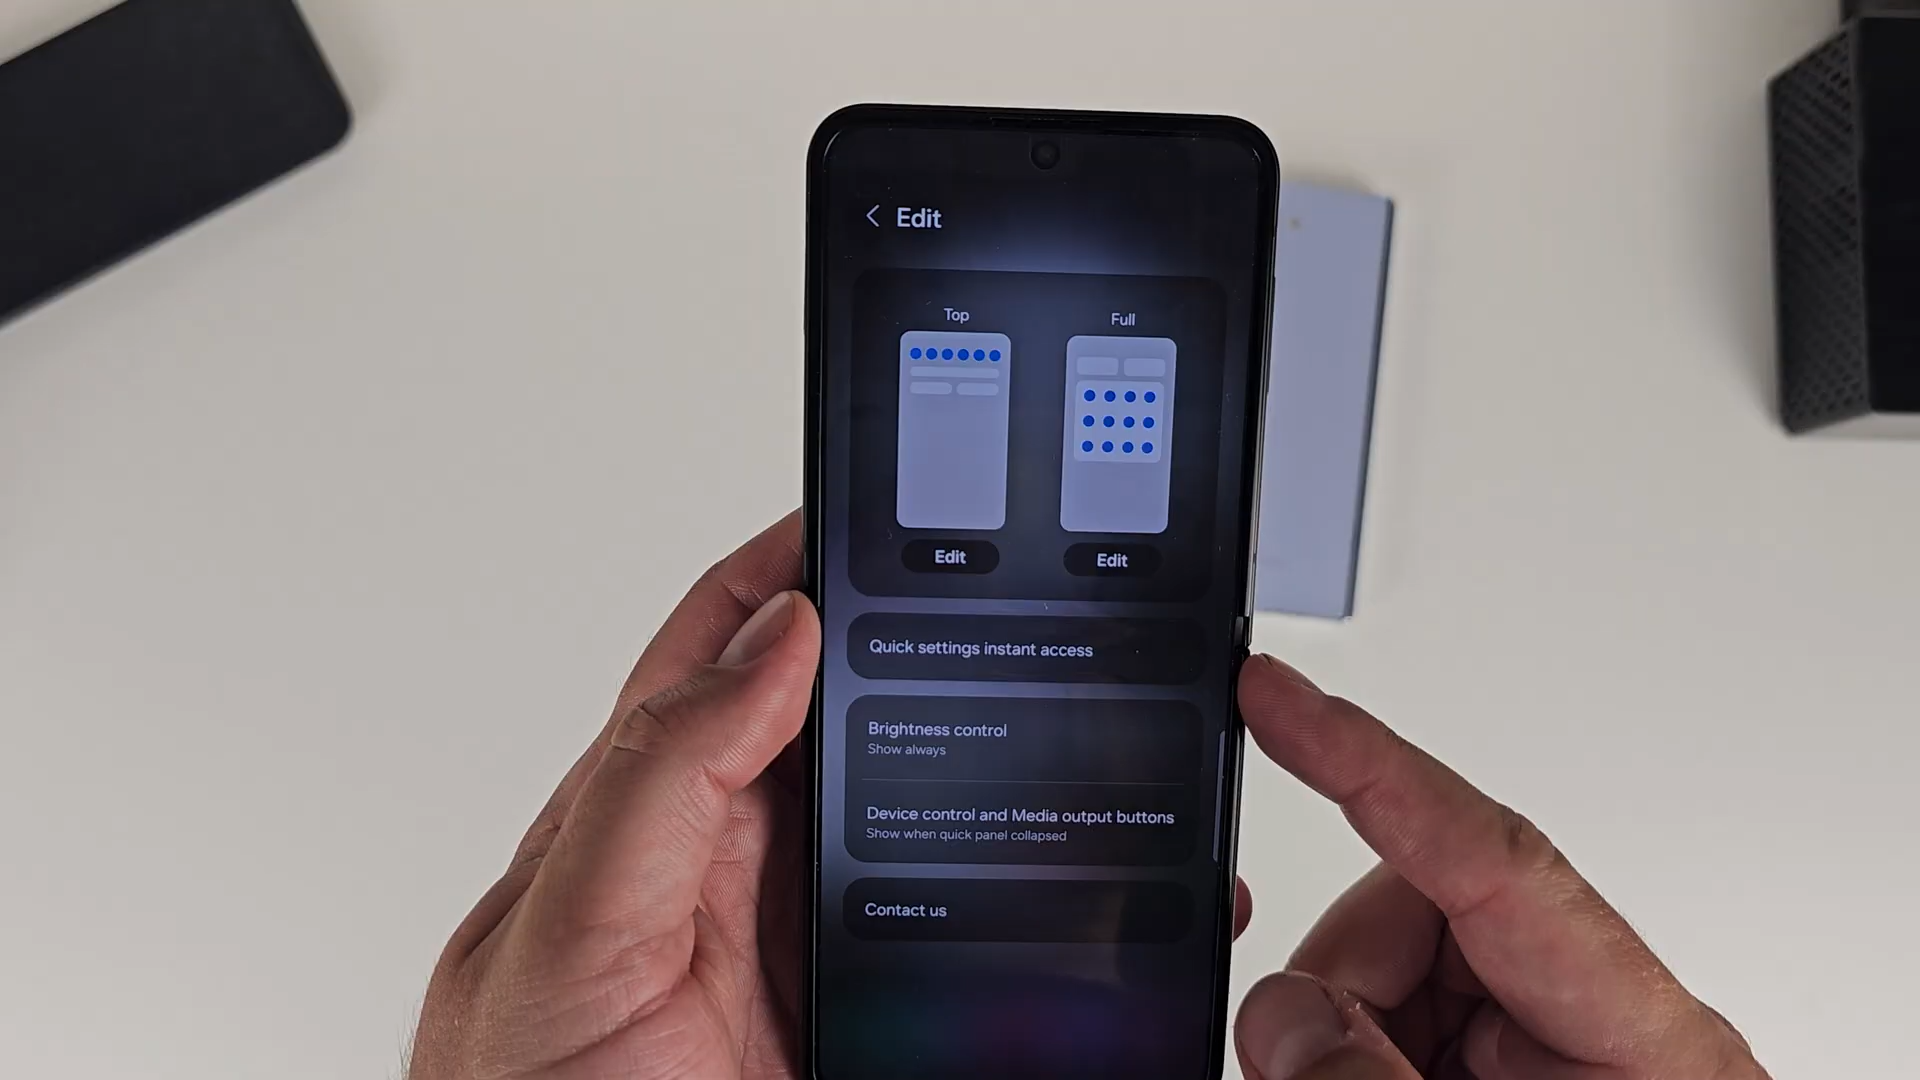 Edit
Top
Full
Edit
Edit
Quick settings instant access
Brightness control
Show always
Device control and Media output buttons
Show when quick panel collapsed
Contact us